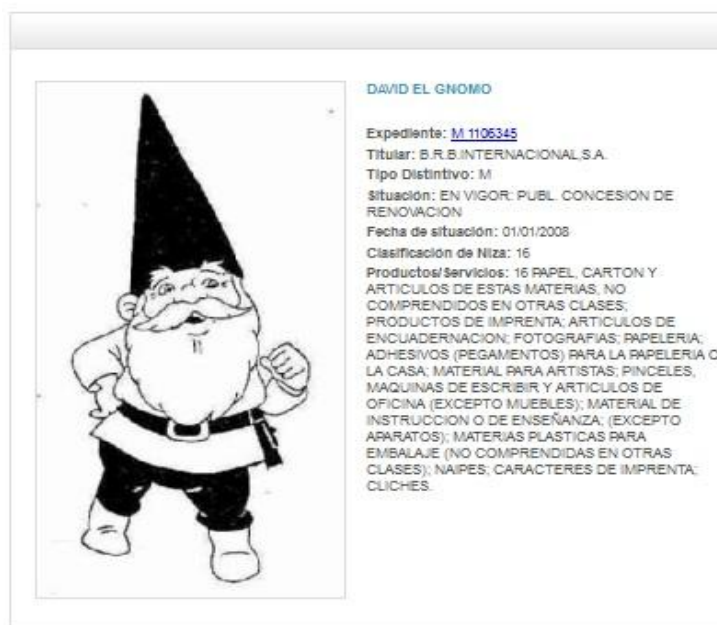 DAVID EL GNOMO
Expediente: M 1106345
Titular: B.R.B.INTERNACIONAL,S.A.
Tipo Distintivo: M
Situación: EN VIGOR: PUBL. CONCESION DE
RENOVACION
Fecha de situación: 01/01/2008
Clasificación de Niza: 16
Productos/Servicios: 16 PAPEL, CARTON Y
ARTICULOS DE ESTAS MATERIAS, NO
COMPRENDIDOS EN OTRAS CLASES;
PRODUCTOS DE IMPRENTA; ARTICULOS DE
ENCUADERNACION; FOTOGRAFIAS; PAPELERIA;
ADHESIVOS (PEGAMENTOS) PARA LA PAPELERIA O
LA CASA; MATERIAL PARA ARTISTAS; PINCELES,
MAQUINAS DE ESCRIBIR Y ARTICULOS DE
OFICINA (EXCEPTO MUEBLES); MATERIAL DE
INSTRUCCION O DE ENSEÑANZA; (EXCEPTO
APARATOS); MATERIAS PLASTICAS PARA
EMBALAJE (NO COMPRENDIDAS EN OTRAS
CLASES); NAIPES; CARACTERES DE IMPRENTA;
CLICHES.